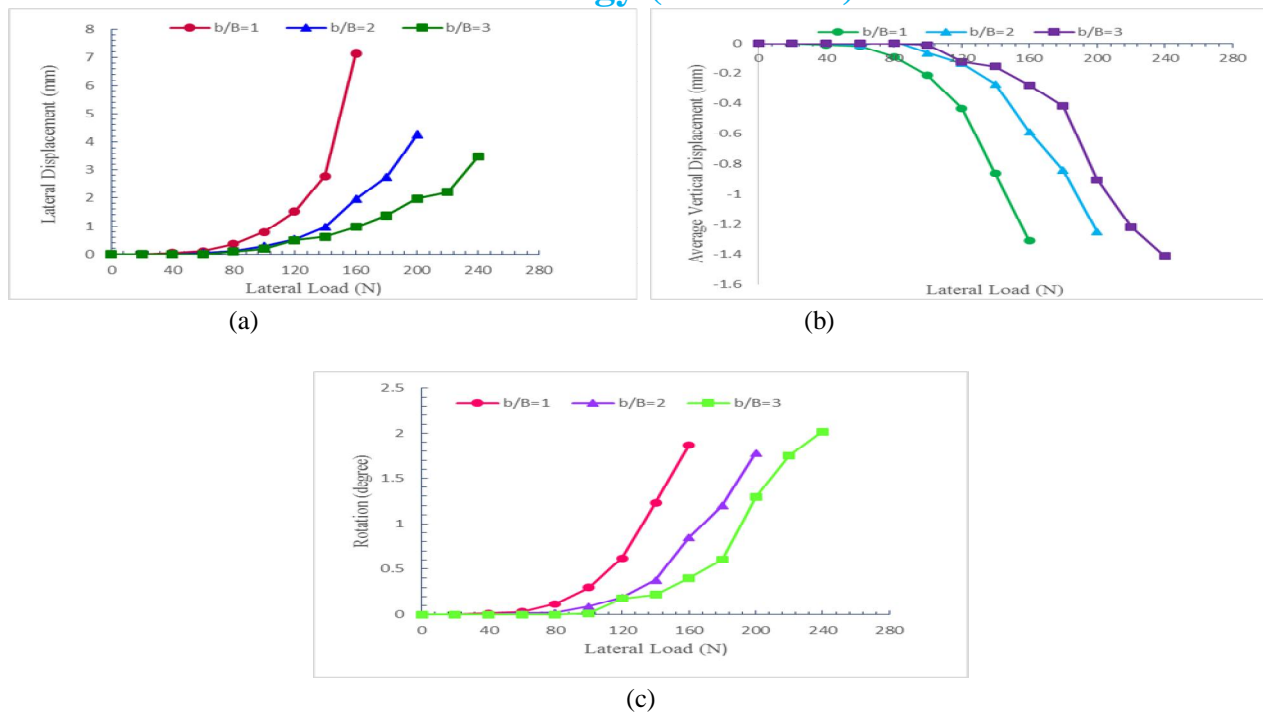 b/B=1 b/B=2 b/B=3
8
7
6
5
4
3
2
1
0
Lateral Displacement (mm)
0 40 80 120 160 200 240 280
Lateral Load (N)
(a)
b/B=1 b/B=2 b/B=3
0
-0.2
-0.4
-0.6
-0.8
-1
-1.2
-1.4
-1.6
Average Vertical Displacement (mm)
0 40 80 120 160 200 240 280
Lateral Load (N)
(b)
b/B=1 b/B=2 b/B=3
2.5
2
1.5
1
0.5
0
Rotation (degree)
0 40 80 120 160 200 240 280
Lateral Load (N)
(c)